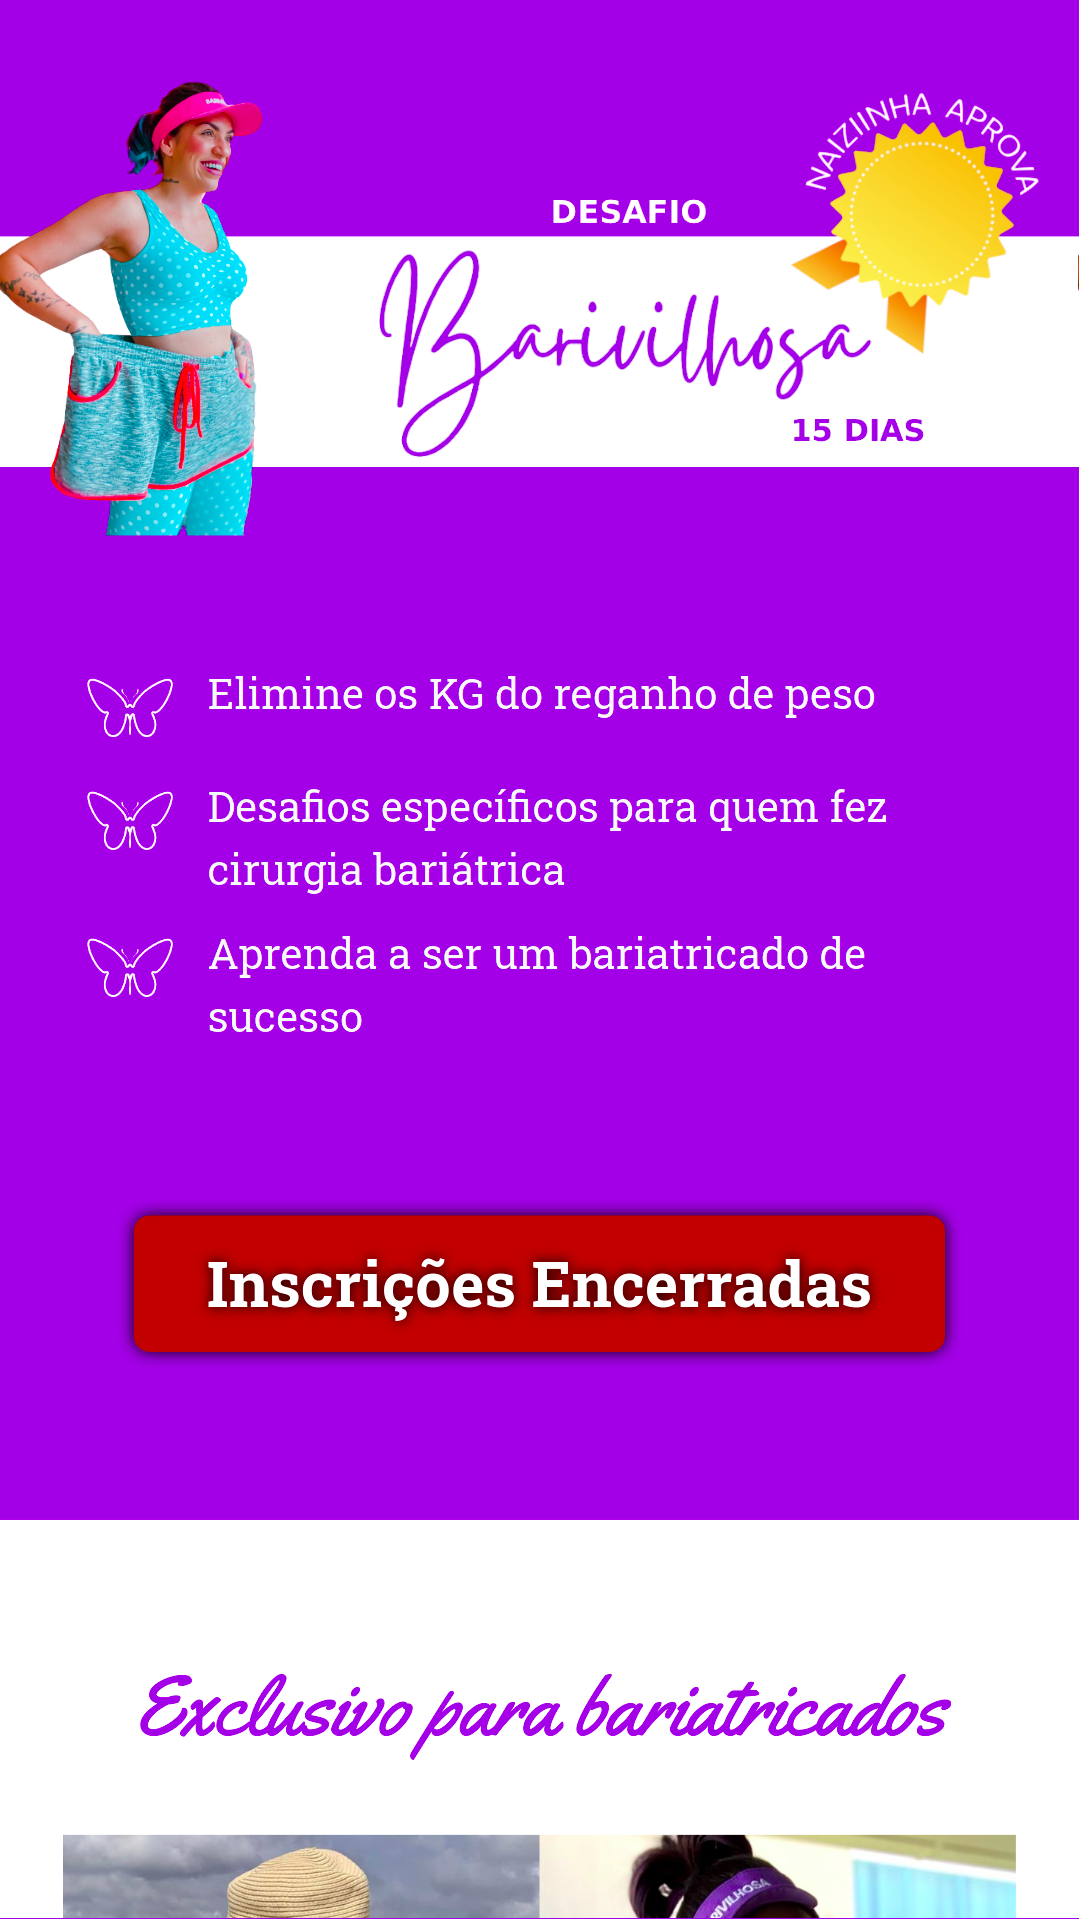 NAIZIINHA APROVA
DESAFIO
Barivilhosa
15 DIAS
Elimine os KG do reganho de peso
Desafios específicos para quem fez
cirurgia bariátrica
Aprenda a ser um bariatricado de
sucesso
Inscrições Encerradas
Exclusivo para bariatricados